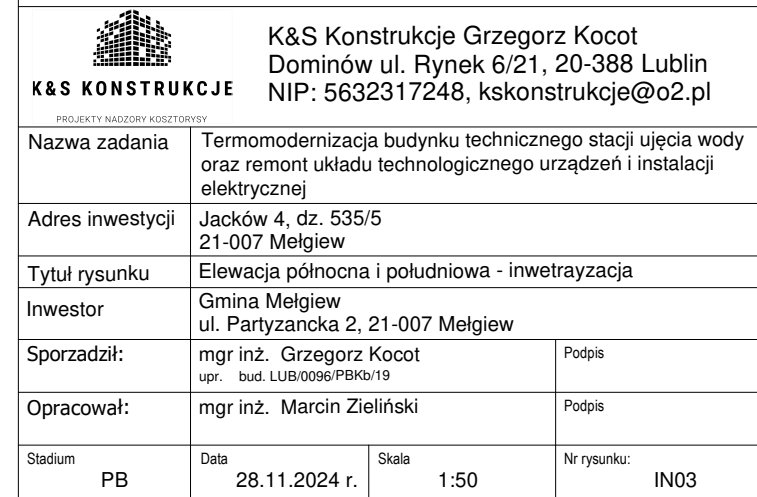 K&S KONSTRUKCJE
PROJEKTY NADZORY KOSZTORYSY
K&S Konstrukcje Grzegorz Kocot
Dominów ul. Rynek 6/21, 20-388 Lublin
NIP: 5632317248, kskonstrukcje@o2.pl
Nazwa zadania
Termomodernizacja budynku technicznego stacji ujęcia wody
oraz remont układu technologicznego urządzeń i instalacji
elektrycznej
Adres inwestycji
Jacków 4, dz. 535/5
21-007 Mełgiew
Tytuł rysunku
Elewacja północna i południowa - inwetrayzacja
Inwestor
Gmina Mełgiew
ul. Partyzancka 2, 21-007 Mełgiew
Sporzadził:
mgr inż. Grzegorz Kocot
upr. bud. LUB/0096/PBKb/19
Podpis
Opracował:
mgr inż. Marcin Zieliński
Podpis
Stadium
PB
Data
28.11.2024 r.
Skala
1:50
Nr rysunku:
IN03